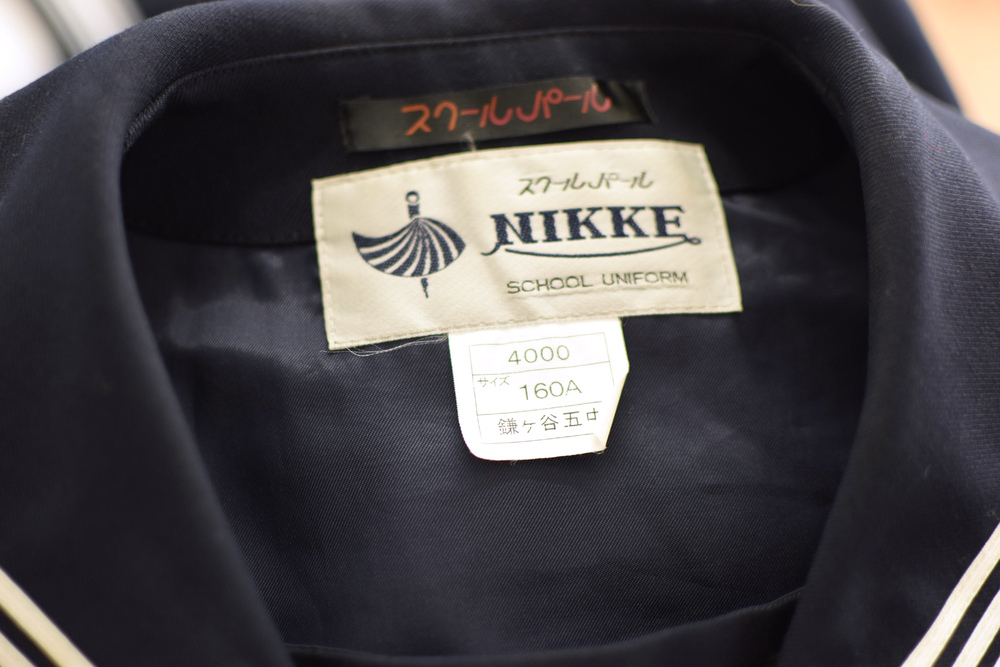 スクールパール
スクールパール
NIKKE
SCHOOL UNIFORM
4000
サイズ 160A
鎌ヶ谷五中